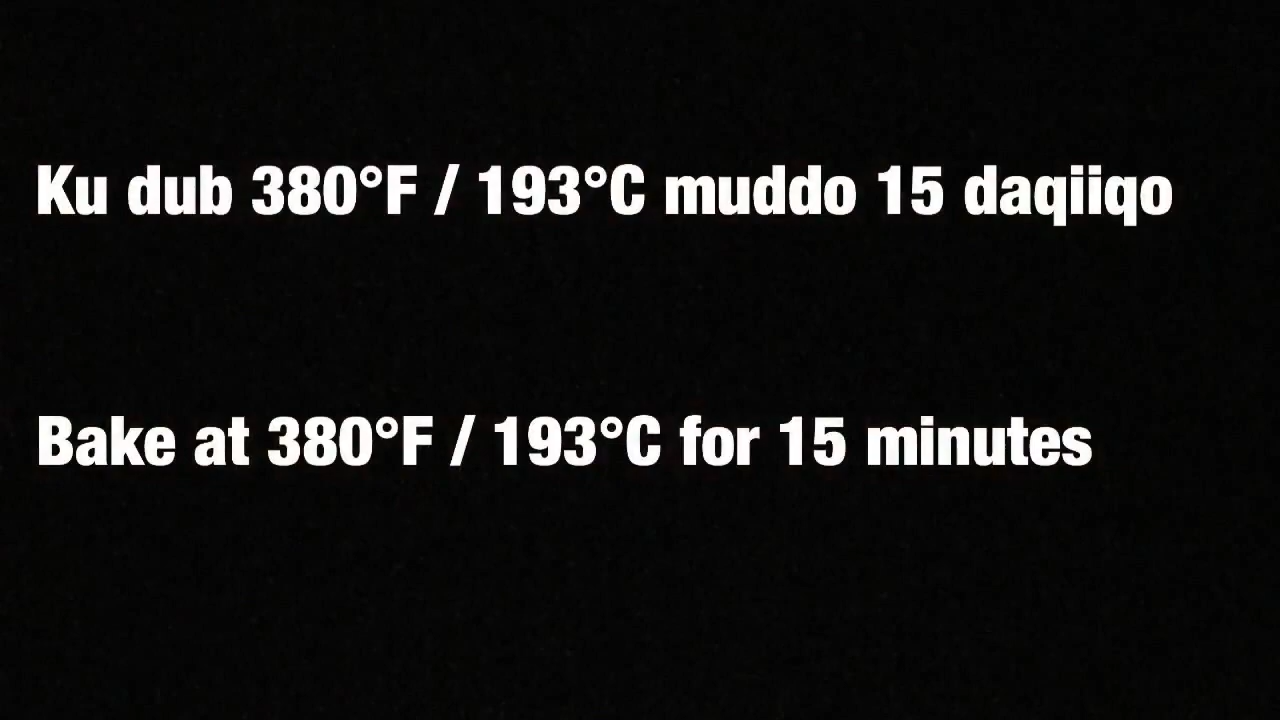 Ku dub 380°F / 193°C muddo 15 daqiiqo
Bake at 380°F / 193°C for 15 minutes